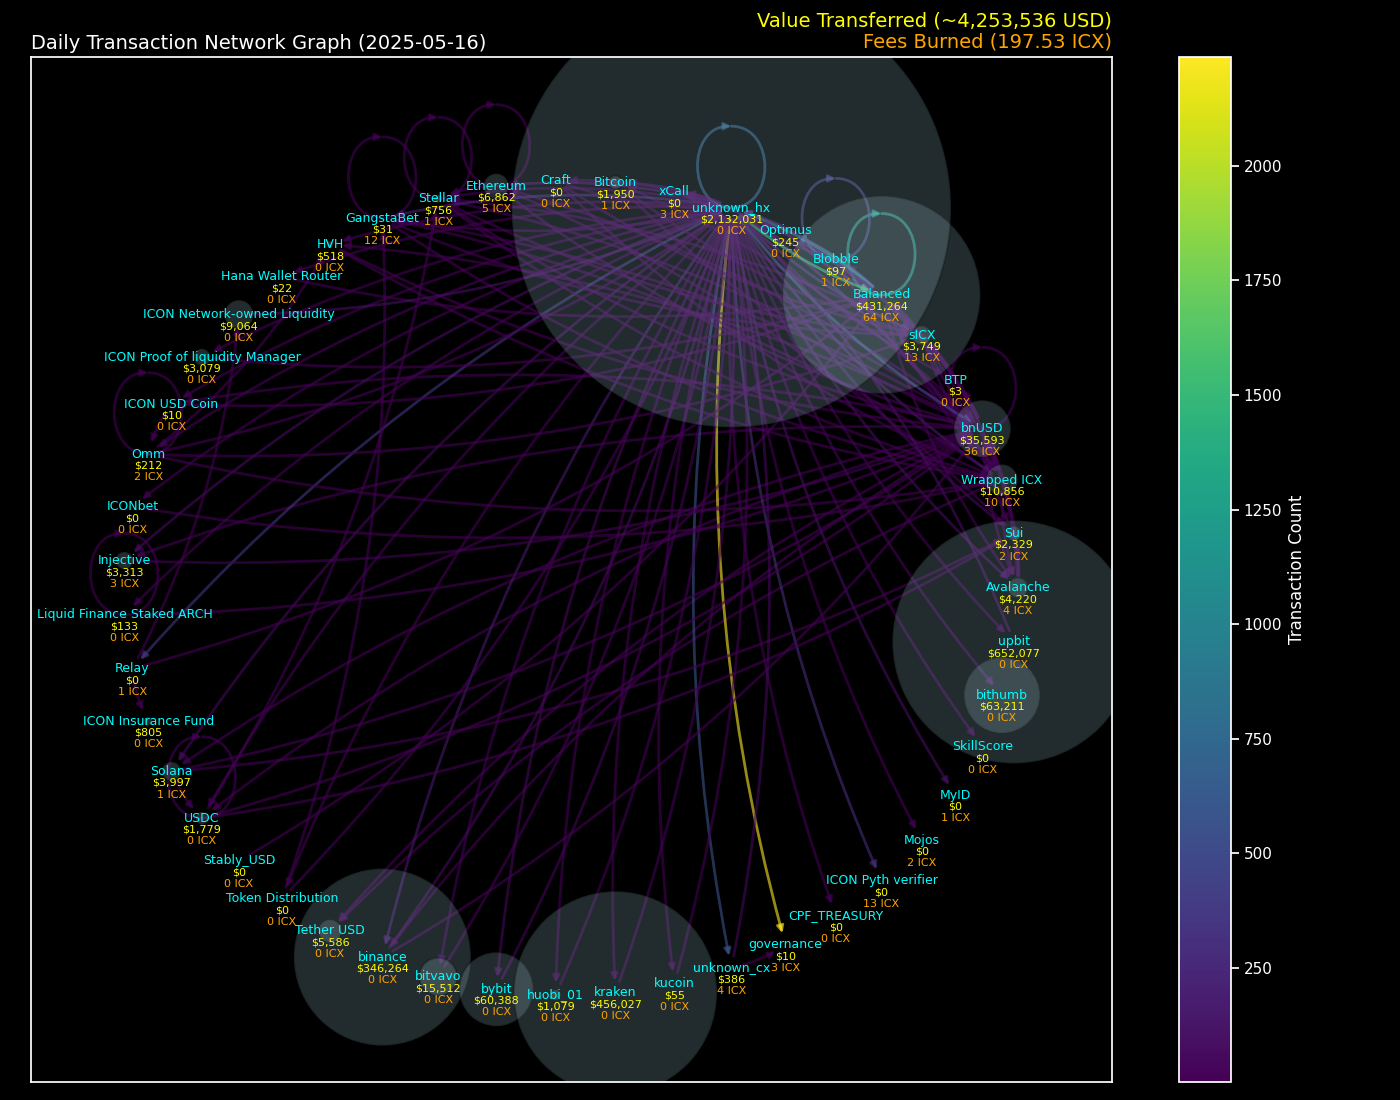 Value Transferred (~4,253,536 USD)
Daily Transaction Network Graph (2025-05-16)
Fees Burned (197.53 ICX)
Craft
$0
0 ICX
Bitcoin
$1,950
1 ICX
xCall
$0
3 ICX
Ethereum
$6,862
5 ICX
Stellar
$756
1 ICX
GangstaBet
$31
12 ICX
HVH
$518
0 ICX
Hana Wallet Router
$22
0 ICX
ICON Network-owned Liquidity
$9,064
0 ICX
ICON Proof of liquidity Manager
$3,079
0 ICX
ICON USD Coin
$10
0 ICX
Omm
$212
2 ICX
ICONbet
$0
0 ICX
Injective
$3,313
3 ICX
Liquid Finance Staked ARCH
$133
0 ICX
Relay
$0
1 ICX
ICON Insurance Fund
$805
0 ICX
Solana
$3,997
1 ICX
USDC
$1,779
0 ICX
Stably_USD
$0
0 ICX
Token Distribution
$0
0 ICX
Tether USD
$5,586
0 ICX
binance
$346,264
0 ICX
bitvavo
$15,512
0 ICX
bybit
$60,388
0 ICX
huobi_01
$1,079
0 ICX
kraken
$456,027
0 ICX
kucoin
$55
0 ICX
unknown_cx
$386
4 ICX
governance
$10
3 ICX
CPF_TREASURY
$0
0 ICX
ICON Pyth verifier
$0
13 ICX
Mojos
$0
2 ICX
MyID
$0
1 ICX
SkillScore
$0
0 ICX
bithumb
$63,211
0 ICX
upbit
$652,077
0 ICX
Avalanche
$4,220
4 ICX
Sui
$2,329
2 ICX
Wrapped ICX
$10,856
10 ICX
bnUSD
$35,593
36 ICX
BTP
$3
0 ICX
sICX
$3,749
13 ICX
Balanced
$431,264
64 ICX
Blobble
$97
1 ICX
Optimus
$245
0 ICX
unknown_hx
$2,132,031
0 ICX
2000
1750
1500
1250
1000
750
500
250
Transaction Count